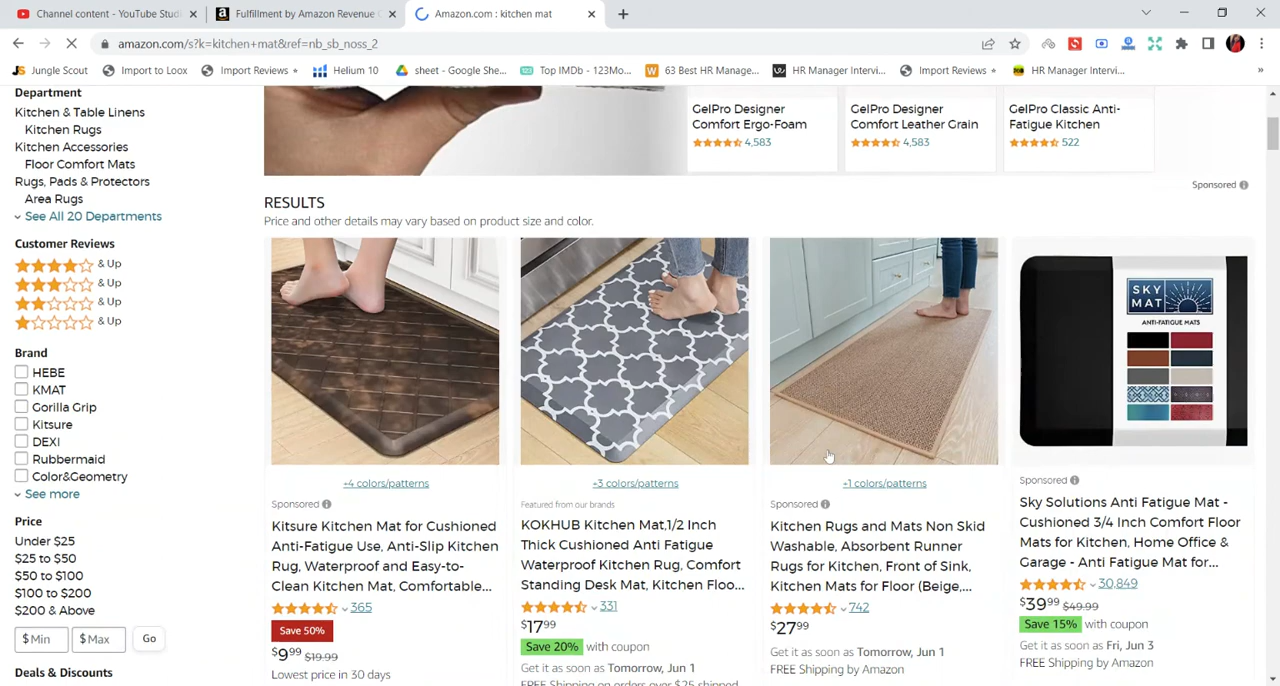 Channel content - YouTube Studi
Fulfillment by Amazon Revenue C
Amazon.com : kitchen mat
amazon.com/s?k=kitchen+mat&ref=nb_sb_noss_2
Jungle Scout
Import to Loox
Import Reviews
Helium 10
sheet - Google She...
Top IMDb - 123Mo...
63 Best HR Manage...
HR Manager Intervi...
Import Reviews
HR Manager Intervi...
»
Department
Kitchen & Table Linens
Kitchen Rugs
Kitchen Accessories
Floor Comfort Mats
Rugs, Pads & Protectors
Area Rugs
See All 20 Departments
Customer Reviews
& Up
& Up
& Up
& Up
Brand
HEBE
KMAT
Gorilla Grip
Kitsure
DEXI
Rubbermaid
Color&Geometry
See more
Price
Under $25
$25 to $50
$50 to $100
$100 to $200
$200 & Above
$ Min
$ Max
Go
Deals & Discounts
GelPro Designer
Comfort Ergo-Foam
4,583
GelPro Designer
Comfort Leather Grain
4,583
GelPro Classic Anti-
Fatigue Kitchen
522
Sponsored
RESULTS
Price and other details may vary based on product size and color.
+4 colors/patterns
Sponsored
Kitsure Kitchen Mat for Cushioned
Anti-Fatigue Use, Anti-Slip Kitchen
Rug, Waterproof and Easy-to-
Clean Kitchen Mat, Comfortable...
365
Save 50%
$9.99 $19.99
Lowest price in 30 days
+3 colors/patterns
Featured from our brands
KOKHUB Kitchen Mat,1/2 Inch
Thick Cushioned Anti Fatigue
Waterproof Kitchen Rug, Comfort
Standing Desk Mat, Kitchen Floo...
331
$17.99
Save 20% with coupon
Get it as soon as Tomorrow, Jun 1
FREE Shipping on orders over $25 shipped
+1 colors/patterns
Sponsored
Kitchen Rugs and Mats Non Skid
Washable, Absorbent Runner
Rugs for Kitchen, Front of Sink,
Kitchen Mats for Floor (Beige,...
742
$27.99
Get it as soon as Tomorrow, Jun 1
FREE Shipping by Amazon
SKY
MAT
ANTI-FATIGUE MATS
Sponsored
Sky Solutions Anti Fatigue Mat -
Cushioned 3/4 Inch Comfort Floor
Mats for Kitchen, Home Office &
Garage - Anti Fatigue Mat for...
30,849
$39.99 $49.99
Save 15% with coupon
Get it as soon as Fri, Jun 3
FREE Shipping by Amazon